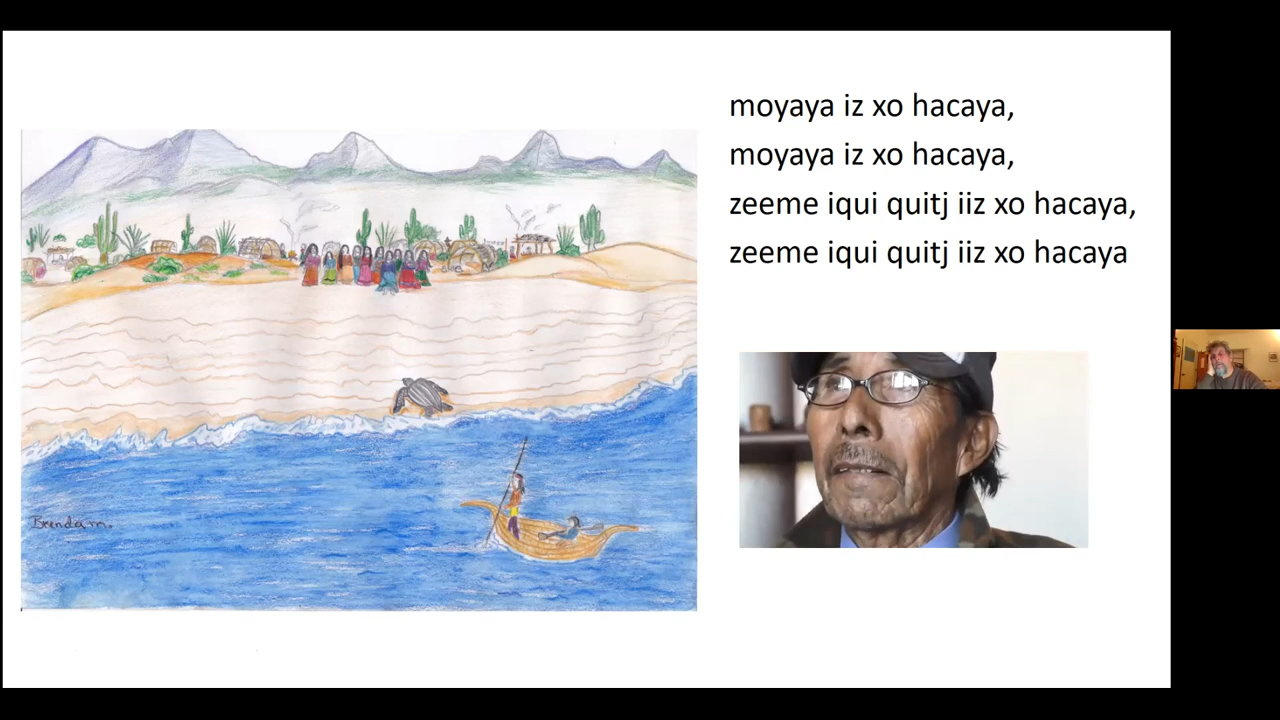 moyaya iz xo hacaya,
moyaya iz xo hacaya,
zeeme iqui quitj iiz xo hacaya,
zeeme iqui quitj iiz xo hacaya
Brenda m.